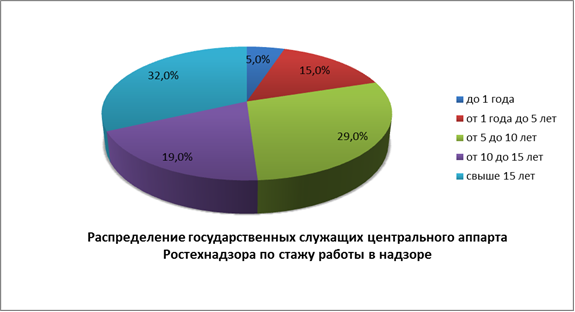 5,0%
15,0%
29,0%
19,0%
32,0%
до 1 года
от 1 года до 5 лет
от 5 до 10 лет
от 10 до 15 лет
свыше 15 лет
Распределение государственных служащих центрального аппарта
Ростехнадзора по стажу работы в надзоре